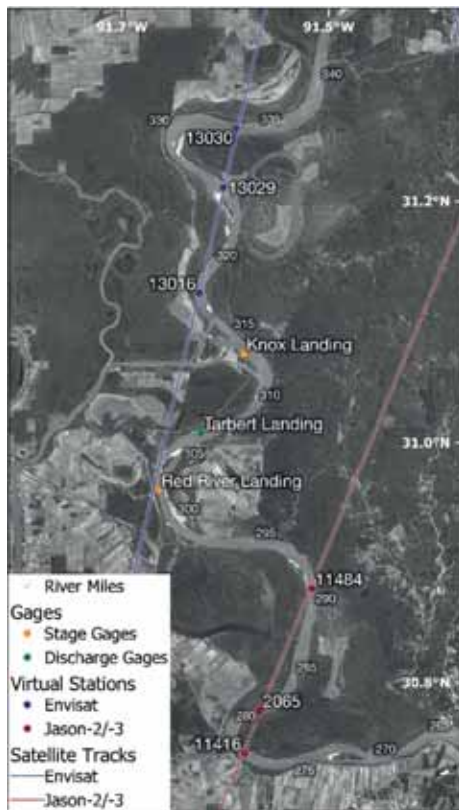 91.7°W
91.5°W
340
330
335
13030
13029
31.2°N
320
13016
315
Knox Landing
310
Tarbert Landing
31.0°N
305
Red River Landing
300
295
11484
290
285
30.8°N
2065
280
11416
270
275
River Miles
Gages
Stage Gages
Discharge Gages
Virtual Stations
Envisat
Jason-2/-3
Satellite Tracks
Envisat
Jason-2/-3